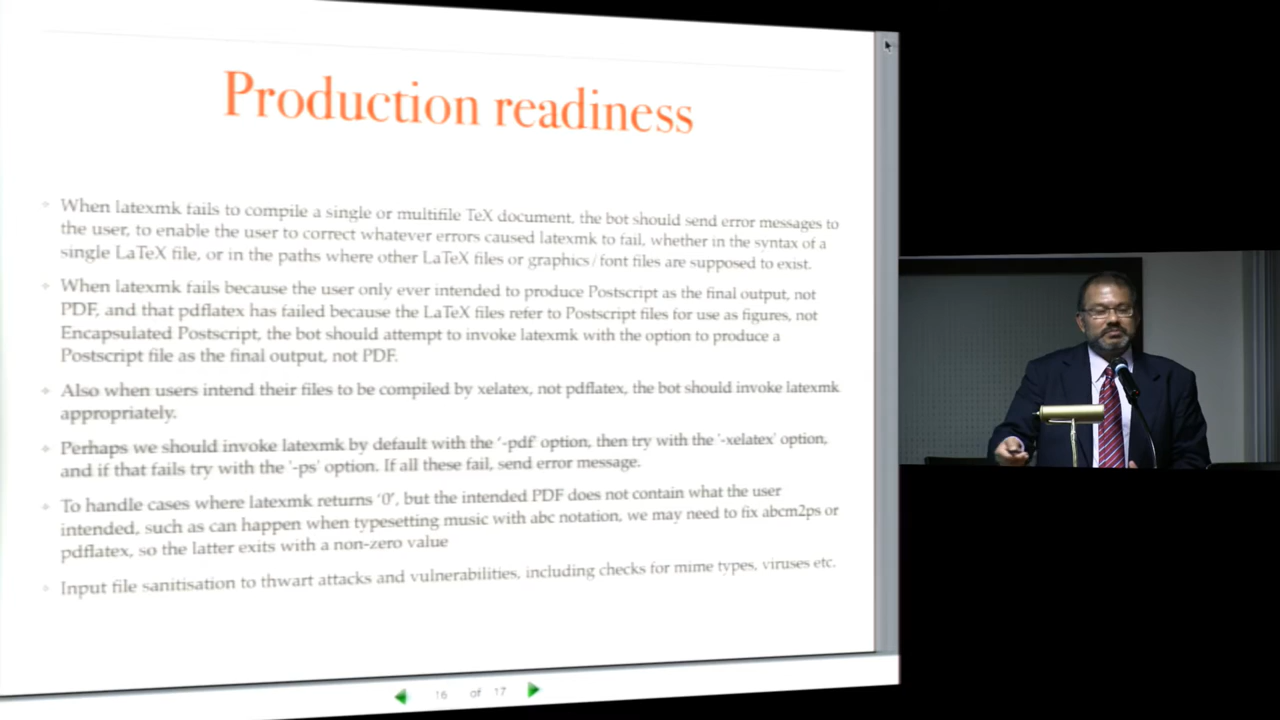 Production readiness
When latexmk fails to compile a single or multifile TeX document, the bot should send error messages to
the user, to enable the user to correct whatever errors caused latexmk to fail, whether in the syntax of a
single LaTeX file, or in the paths where other LaTeX files or graphics/font files are supposed to exist.
When latexmk fails because the user only ever intended to produce Postscript as the final output, not
PDF, and that pdflatex has failed because the LaTeX files refer to Postscript files for use as figures, not
Encapsulated Postscript, the bot should attempt to invoke latexmk with the option to produce a
Postscript file as the final output, not PDF.
Also when users intend their files to be compiled by xelatex, not pdflatex, the bot should invoke latexmk
appropriately.
Perhaps we should invoke latexmk by default with the '-pdf' option, then try with the '-xelatex' option,
and if that fails try with the '-ps' option. If all these fail, send error message.
To handle cases where latexmk returns '0', but the intended PDF does not contain what the user
intended, such as can happen when typesetting music with abc notation, we may need to fix abcm2ps or
pdflatex, so the latter exits with a non-zero value
Input file sanitisation to thwart attacks and vulnerabilities, including checks for mime types, viruses etc.
16 of 17